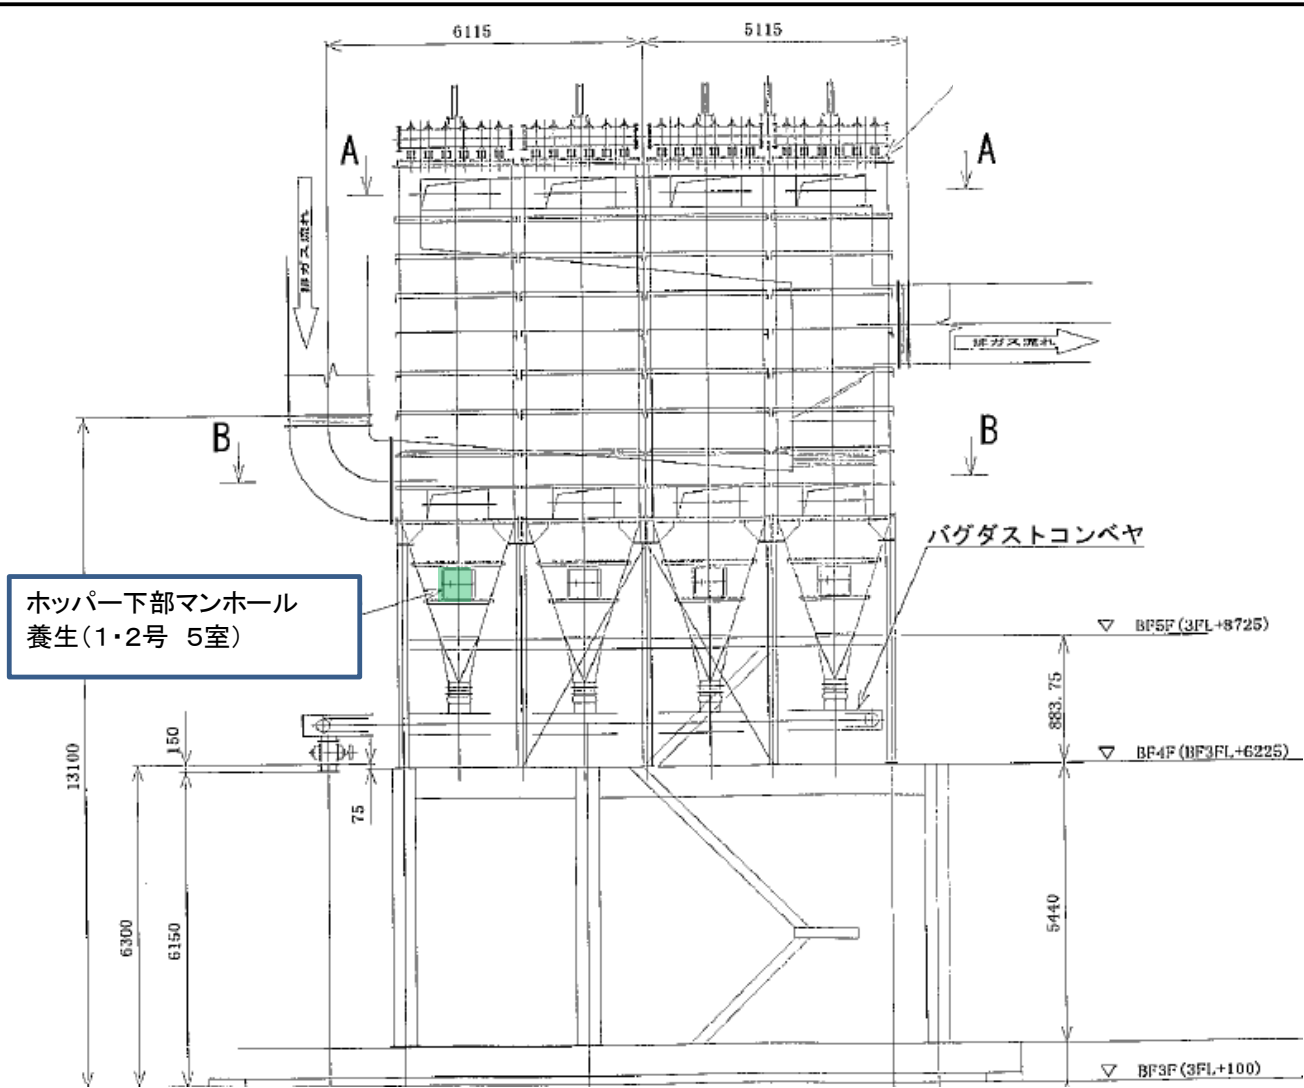 6115
5115
A
A
排ガス流れ
排ガス流れ
B
B
バグダストコンベヤ
ホッパー下部マンホール
養生(1・2号 5室)
BF5F(3FL+8725)
883.75
150
13100
BF4F(BF3FL+6225)
75
6300
6150
5440
BF3F(3FL+100)